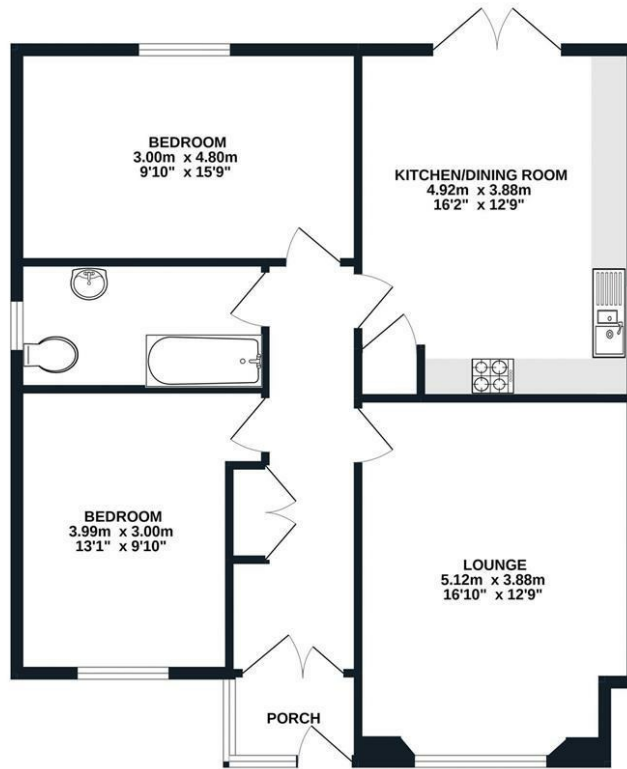 BEDROOM
3.00m x 4.80m
9'10" x 15'9"
KITCHEN/DINING ROOM
4.92m x 3.88m
16'2" x 12'9"
BEDROOM
3.99m x 3.00m
13'1" x 9'10"
LOUNGE
5.12m x 3.88m
16'10" x 12'9"
PORCH